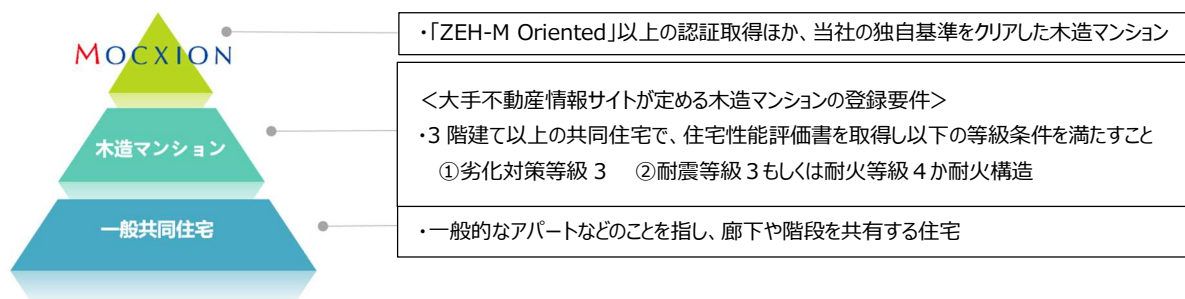 MOCXION
・「ZEH-M Oriented」以上の認証取得ほか、当社の独自基準をクリアした木造マンション
木造マンション
＜大手不動産情報サイトが定める木造マンションの登録要件＞
・3 階建て以上の共同住宅で、住宅性能評価書を取得し以下の等級条件を満たすこと
①劣化対策等級 3　②耐震等級 3 もしくは耐火等級 4 か耐火構造
一般共同住宅
・一般的なアパートなどのことを指し、廊下や階段を共有する住宅